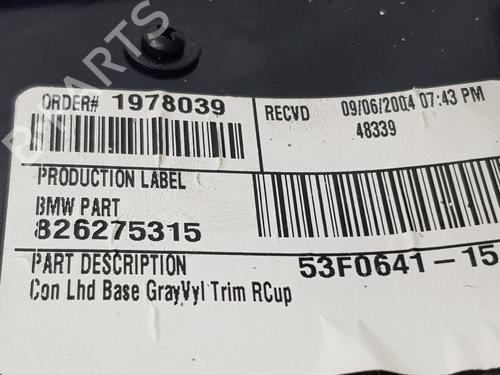 B-PARTS
ORDER# 1978039
RECVD 09/06/2004 07:43 PM
48339
PRODUCTION LABEL
BMW PART
826275315
PART DESCRIPTION 53F0641-15
Con Lhd Base GrayVyl Trim RCup